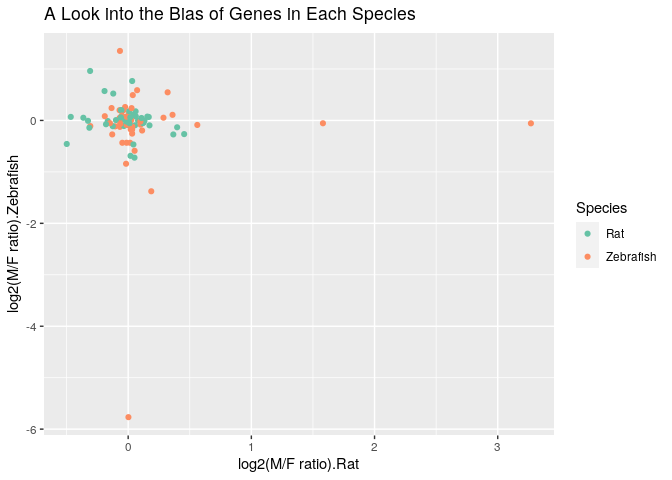 A Look into the Bias of Genes in Each Species
log2(M/F ratio).Zebrafish
0
-2
-4
-6
0
1
2
3
log2(M/F ratio).Rat
Species
Rat
Zebrafish